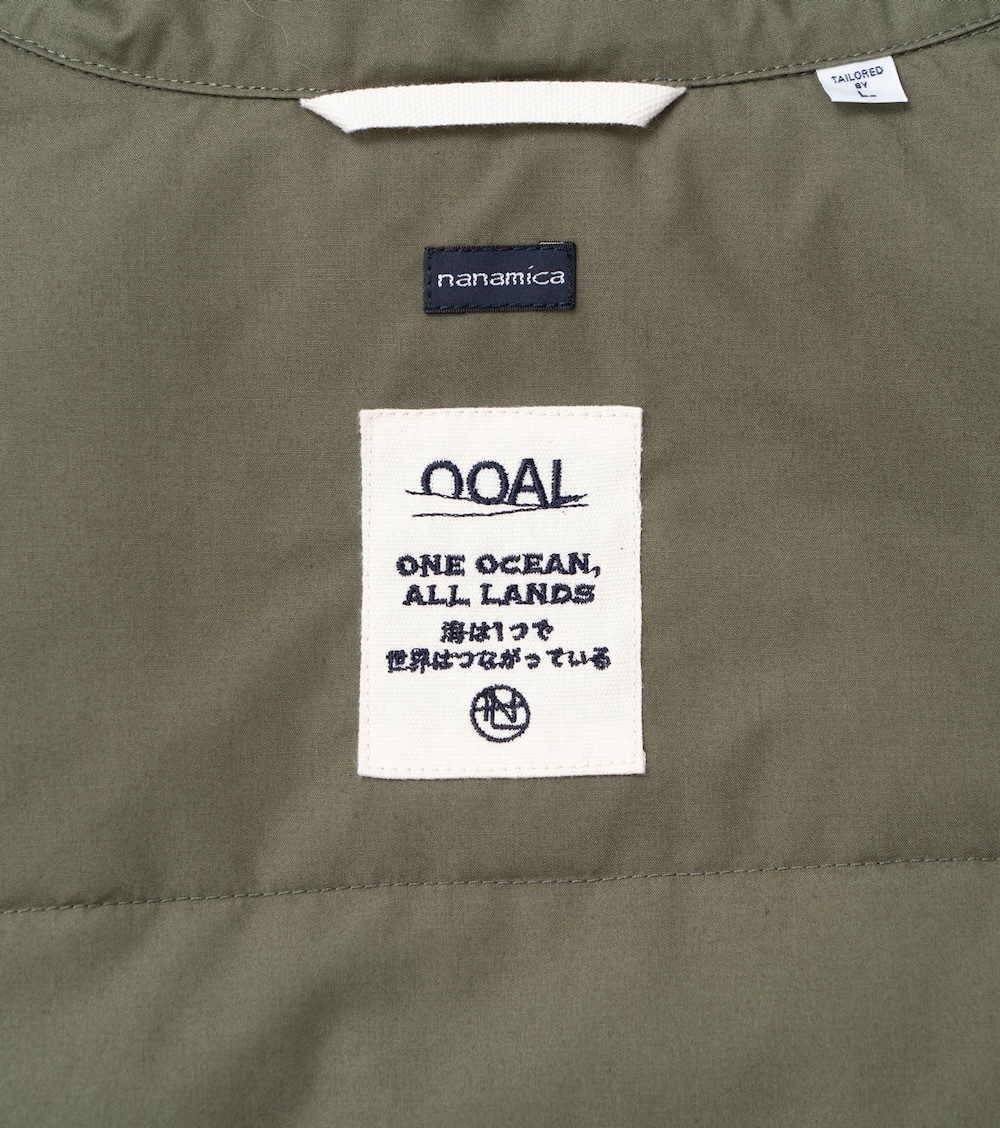 TAILORED
BY
L_
nanamica
OOAL
ONE OCEAN,
ALL LANDS
海は1つで
世界はつながっている